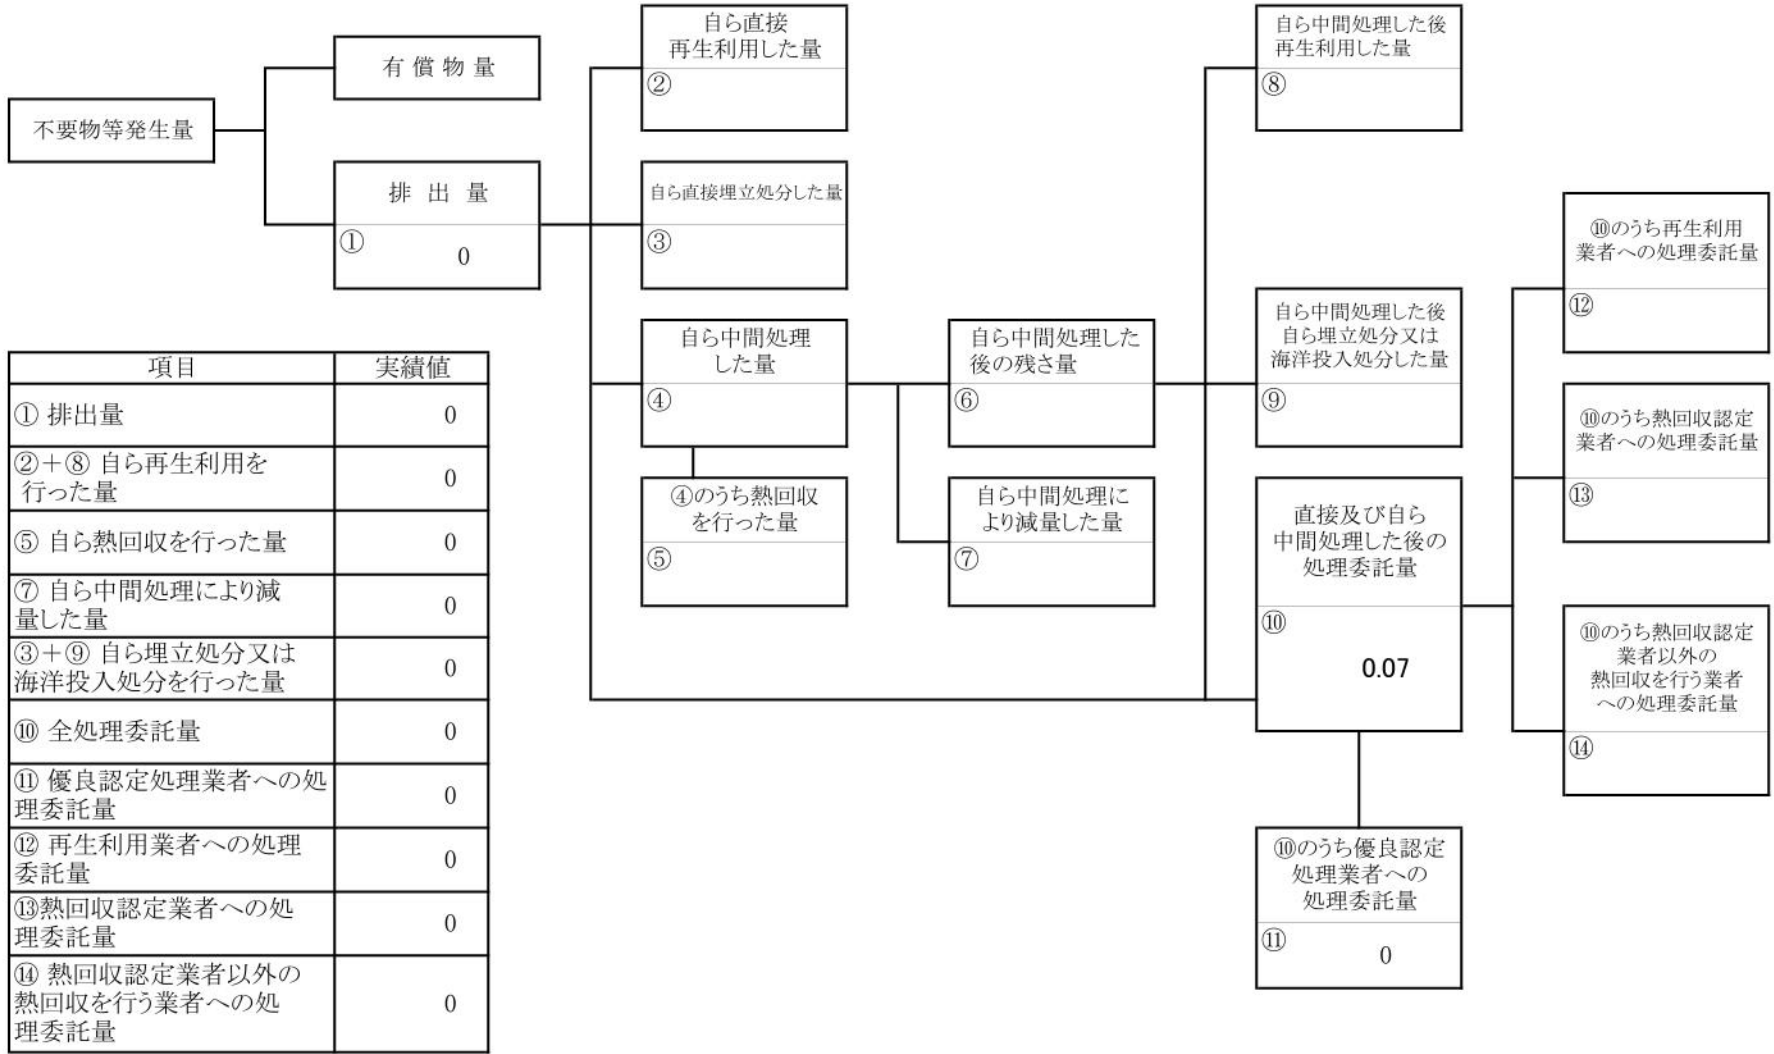 不要物等発生量
有 償 物 量
排 出 量
①
0
自ら直接
再生利用した量
②
自ら直接埋立処分した量
③
自ら中間処理
した量
④
④のうち熱回収
を行った量
⑤
自ら中間処理した
後の残さ量
⑥
自ら中間処理に
より減量した量
⑦
自ら中間処理した後
再生利用した量
⑧
自ら中間処理した後
自ら埋立処分又は
海洋投入処分した量
⑨
直接及び自ら
中間処理した後の
処理委託量
⑩
0.07
⑩のうち優良認定
処理業者への
処理委託量
⑪
0
⑩のうち再生利用
業者への処理委託量
⑫
⑩のうち熱回収認定
業者への処理委託量
⑬
⑩のうち熱回収認定
業者以外の
熱回収を行う業者
への処理委託量
⑭
項目 実績値
① 排出量 0
②＋⑧ 自ら再生利用を
行った量 0
⑤ 自ら熱回収を行った量 0
⑦ 自ら中間処理により減
量した量 0
③＋⑨ 自ら埋立処分又は
海洋投入処分を行った量 0
⑩ 全処理委託量 0
⑪ 優良認定処理業者への処
理委託量 0
⑫ 再生利用業者への処理
委託量 0
⑬熱回収認定業者への処
理委託量 0
⑭ 熱回収認定業者以外の
熱回収を行う業者への処 0
理委託量